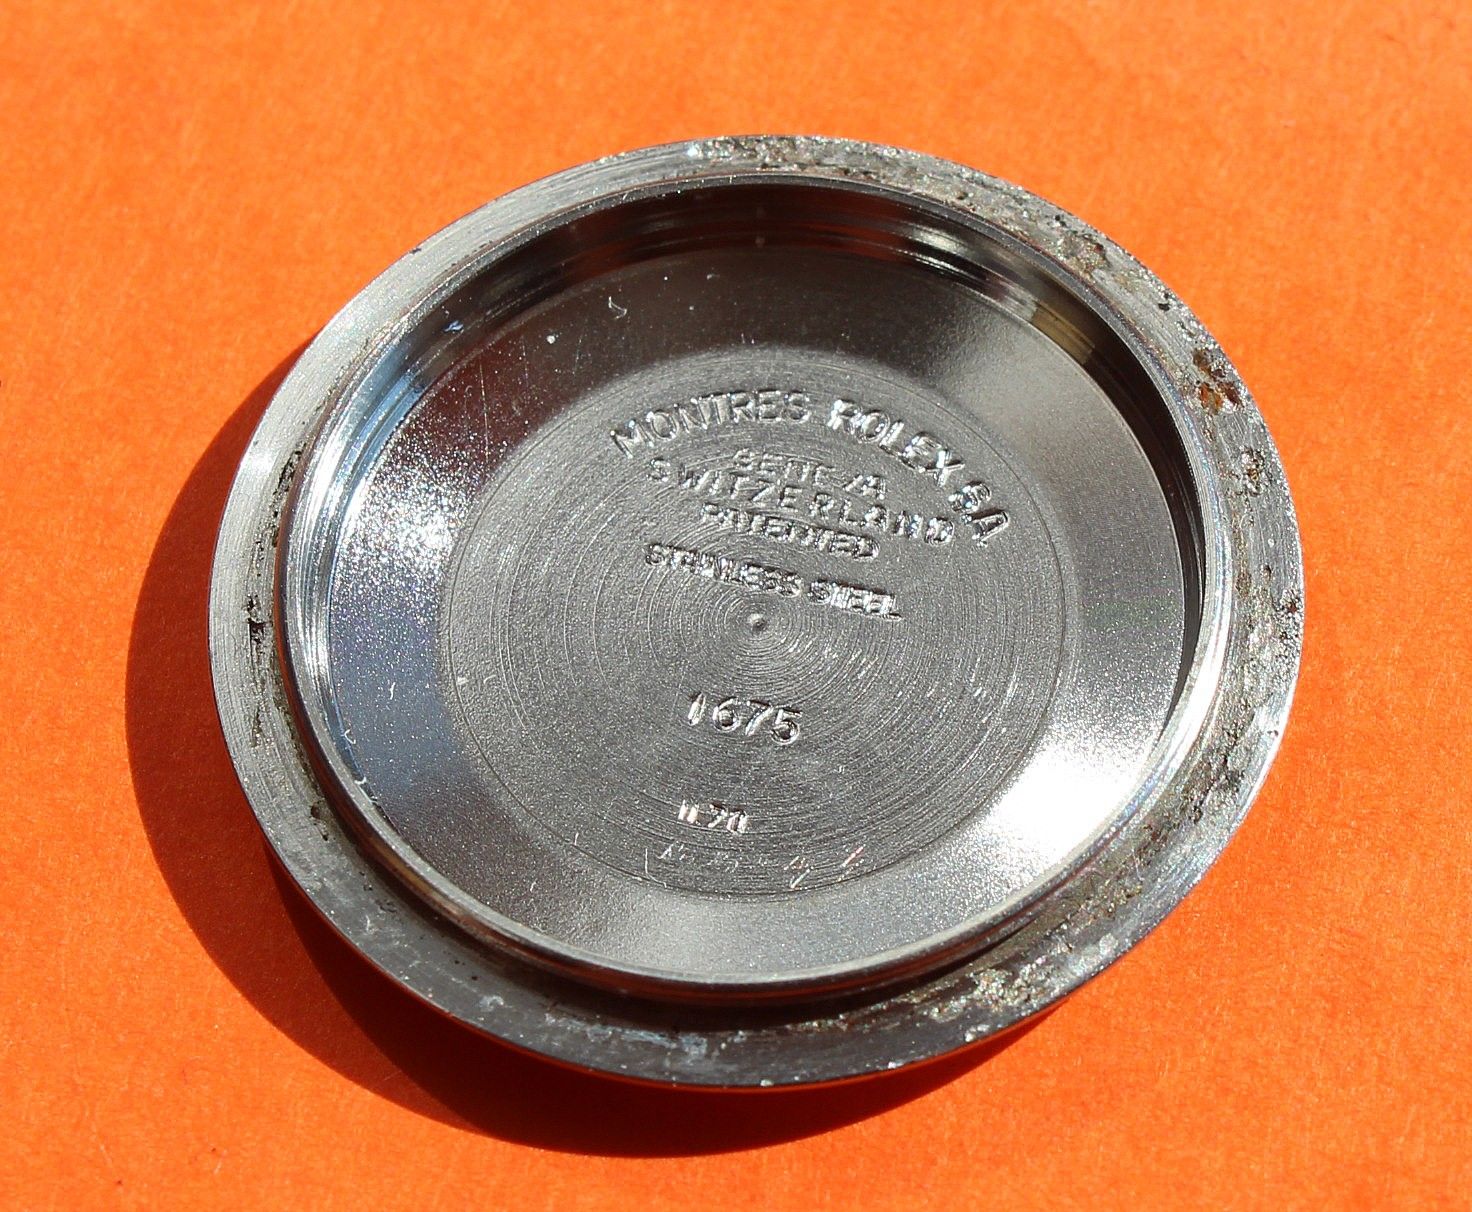 MONTRES ROLEX SA
GENEVA
SWITZERLAND
PATENTED
STAINLESS STEEL
1675
II.70